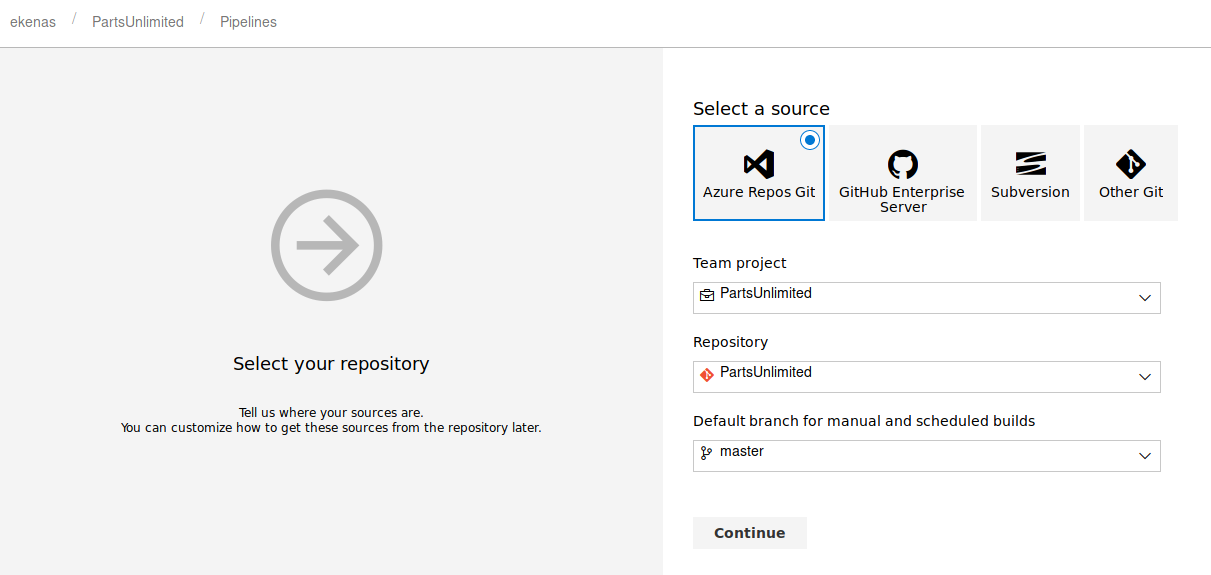 ekenas / PartsUnlimited / Pipelines
Select your repository
Tell us where your sources are.
You can customize how to get these sources from the repository later.
Select a source
Azure Repos Git
GitHub Enterprise
Server
Subversion
Other Git
Team project
PartsUnlimited
Repository
PartsUnlimited
Default branch for manual and scheduled builds
master
Continue